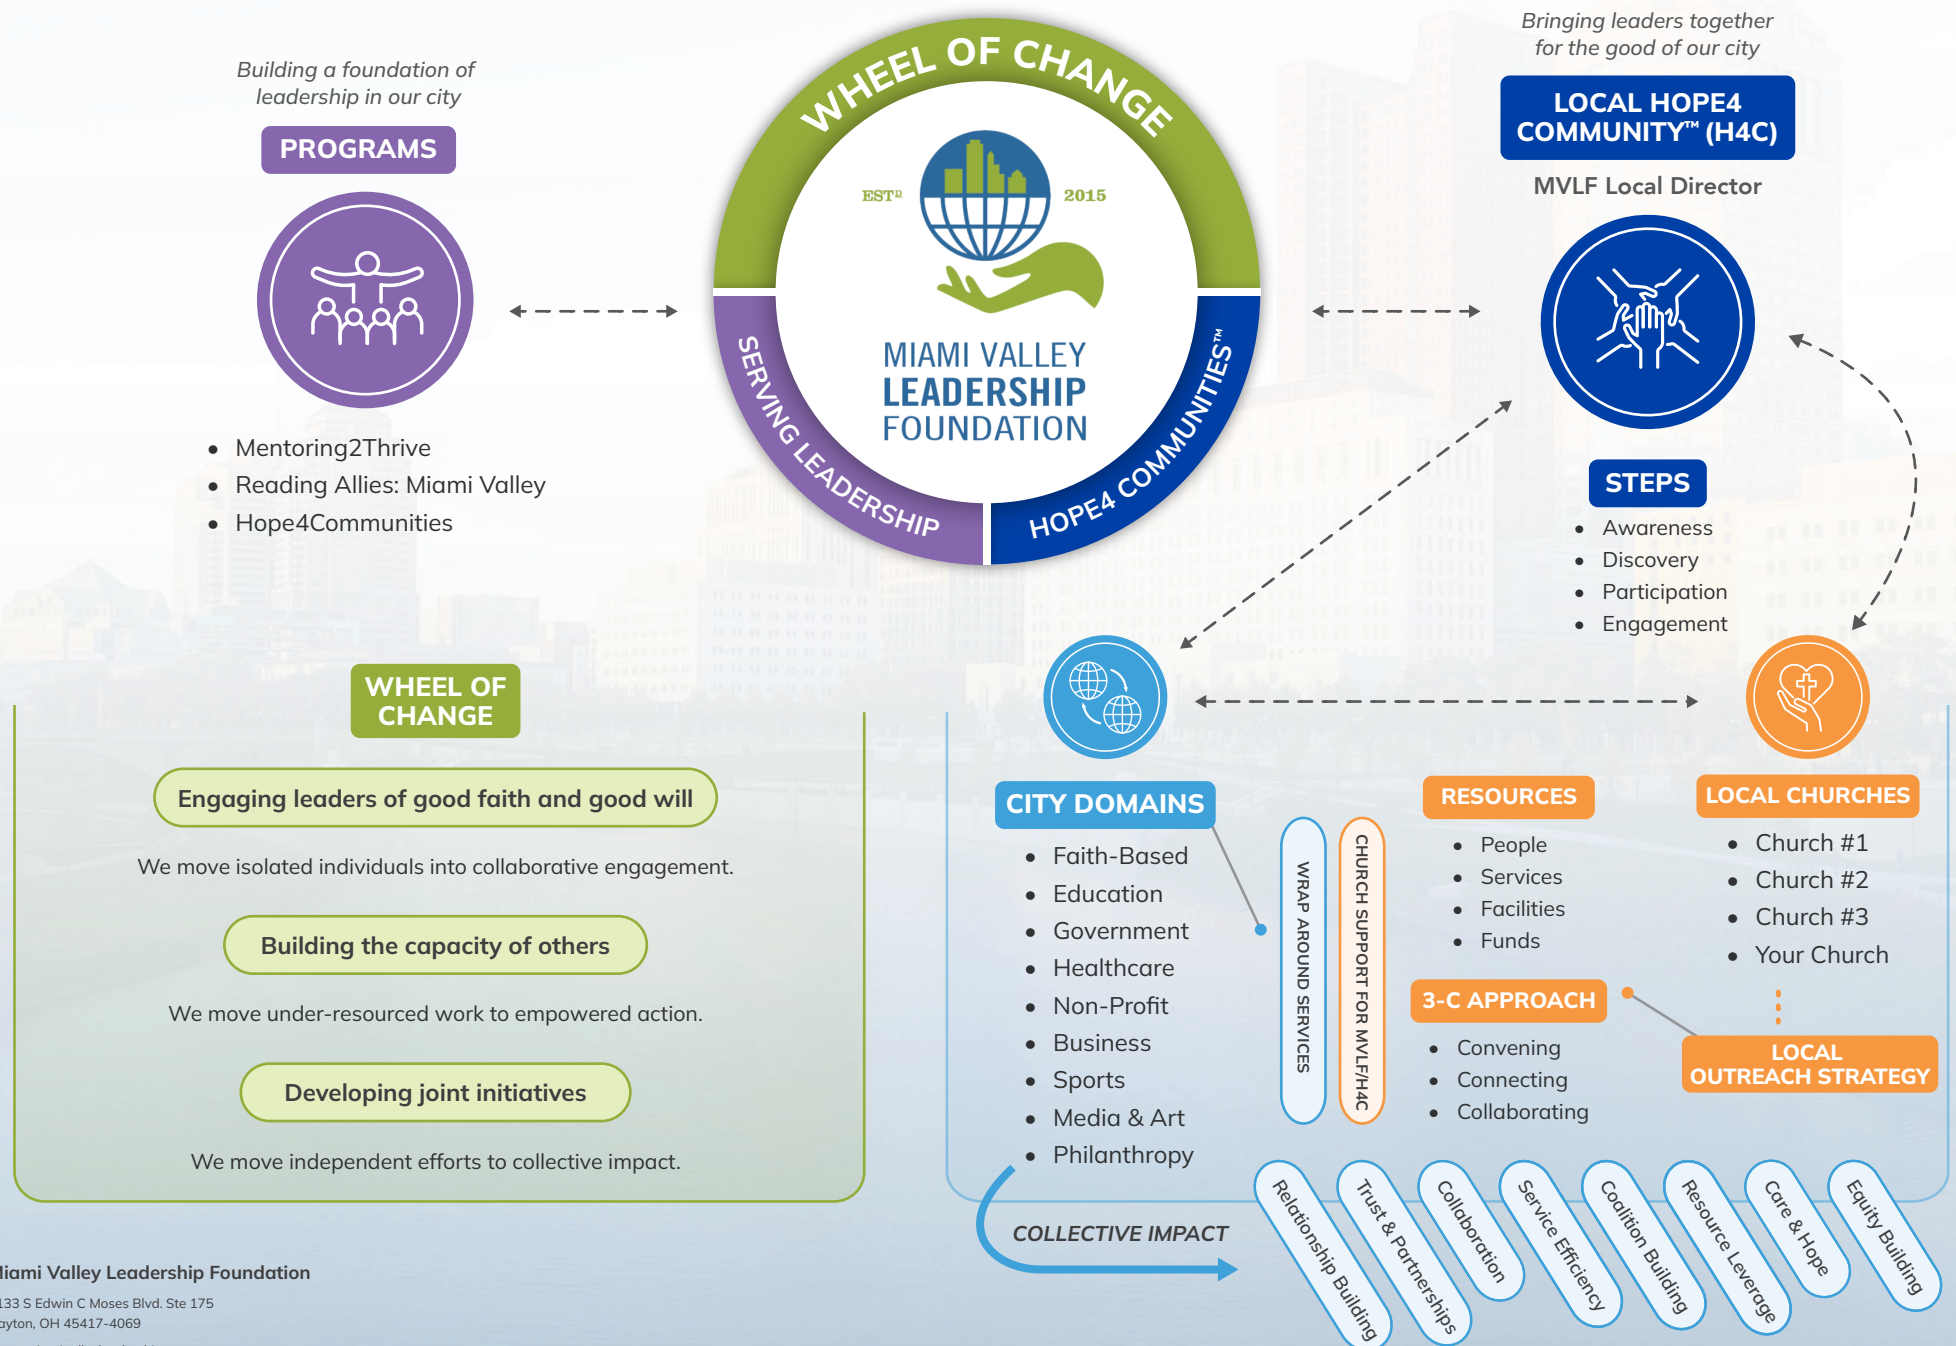 Building a foundation of
leadership in our city
PROGRAMS
Mentoring2Thrive
Reading Allies: Miami Valley
Hope4Communities
WHEEL OF CHANGE
ESTD 2015
MIAMI VALLEY
LEADERSHIP
FOUNDATION
SERVING LEADERSHIP
HOPE4 COMMUNITIES™
Bringing leaders together
for the good of our city
LOCAL HOPE4
COMMUNITY™ (H4C)
MVLF Local Director
STEPS
Awareness
Discovery
Participation
Engagement
WHEEL OF
CHANGE
Engaging leaders of good faith and good will
We move isolated individuals into collaborative engagement.
Building the capacity of others
We move under-resourced work to empowered action.
Developing joint initiatives
We move independent efforts to collective impact.
CITY DOMAINS
Faith-Based
Education
Government
Healthcare
Non-Profit
Business
Sports
Media & Art
Philanthropy
WRAP AROUND SERVICES
CHURCH SUPPORT FOR MVLF/H4C
RESOURCES
People
Services
Facilities
Funds
3-C APPROACH
Convening
Connecting
Collaborating
LOCAL CHURCHES
Church #1
Church #2
Church #3
Your Church
LOCAL
OUTREACH STRATEGY
COLLECTIVE IMPACT
Relationship Building
Trust & Partnerships
Collaboration
Service Efficiency
Coalition Building
Resource Leverage
Care & Hope
Equity Building
Miami Valley Leadership Foundation
133 S Edwin C Moses Blvd. Ste 175
ayton, OH 45417-4069